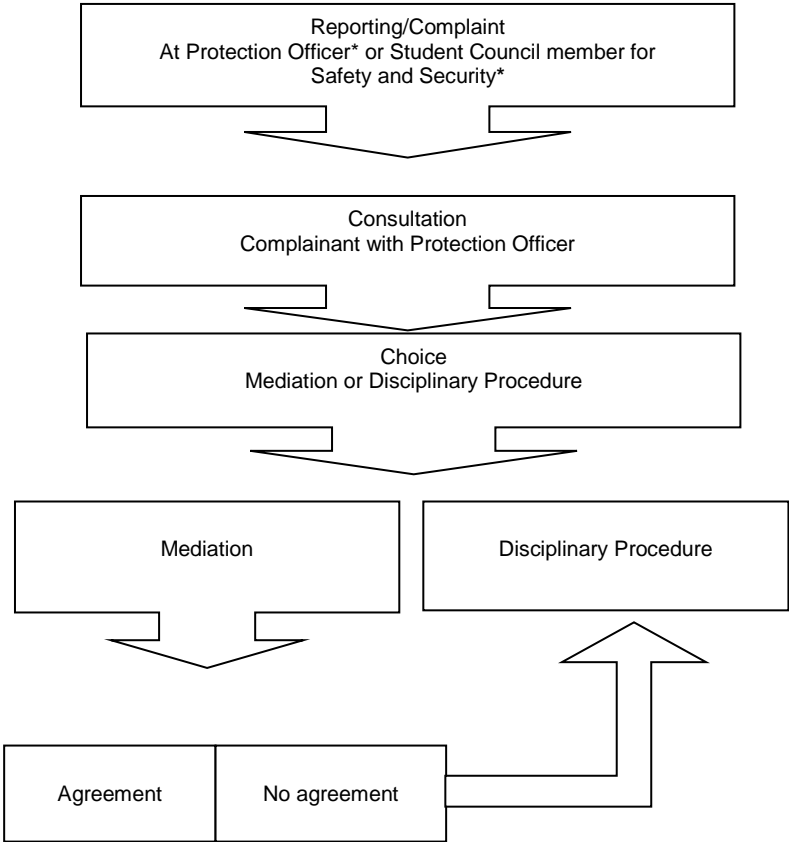 Reporting/Complaint
At Protection Officer* or Student Council member for
Safety and Security*
Consultation
Complainant with Protection Officer
Choice
Mediation or Disciplinary Procedure
Mediation
Disciplinary Procedure
Agreement
No agreement